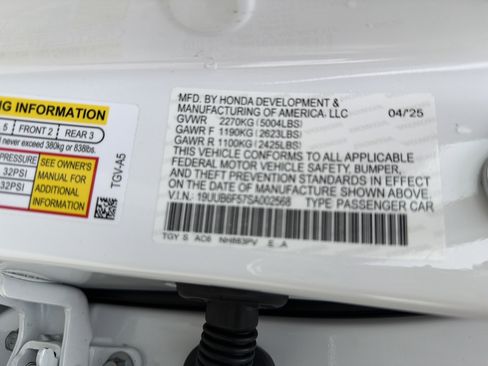 NG INFORMATION
5 FRONT 2 REAR 3
never exceed 380kg or 838lbs.
PRESSURE
32PSI
32PSI
SEE OWNER'S
MANUAL FOR
ADDITIONAL
INFORMATION
TGV-A5
MFD. BY HONDA DEVELOPMENT &
MANUFACTURING OF AMERICA, LLC 04/25
GVWR 2270KG (5004LBS)
GAWR F 1190KG (2623LBS)
GAWR R 1100KG (2425LBS)
THIS VEHICLE CONFORMS TO ALL APPLICABLE
FEDERAL MOTOR VEHICLE SAFETY, BUMPER,
AND THEFT PREVENTION STANDARDS IN EFFECT
ON THE DATE OF MANUFACTURE SHOWN ABOVE.
V.I.N.: 19UUB6F57SA002568 TYPE PASSENGER CAR
TGY S AC6 NH883PV E A